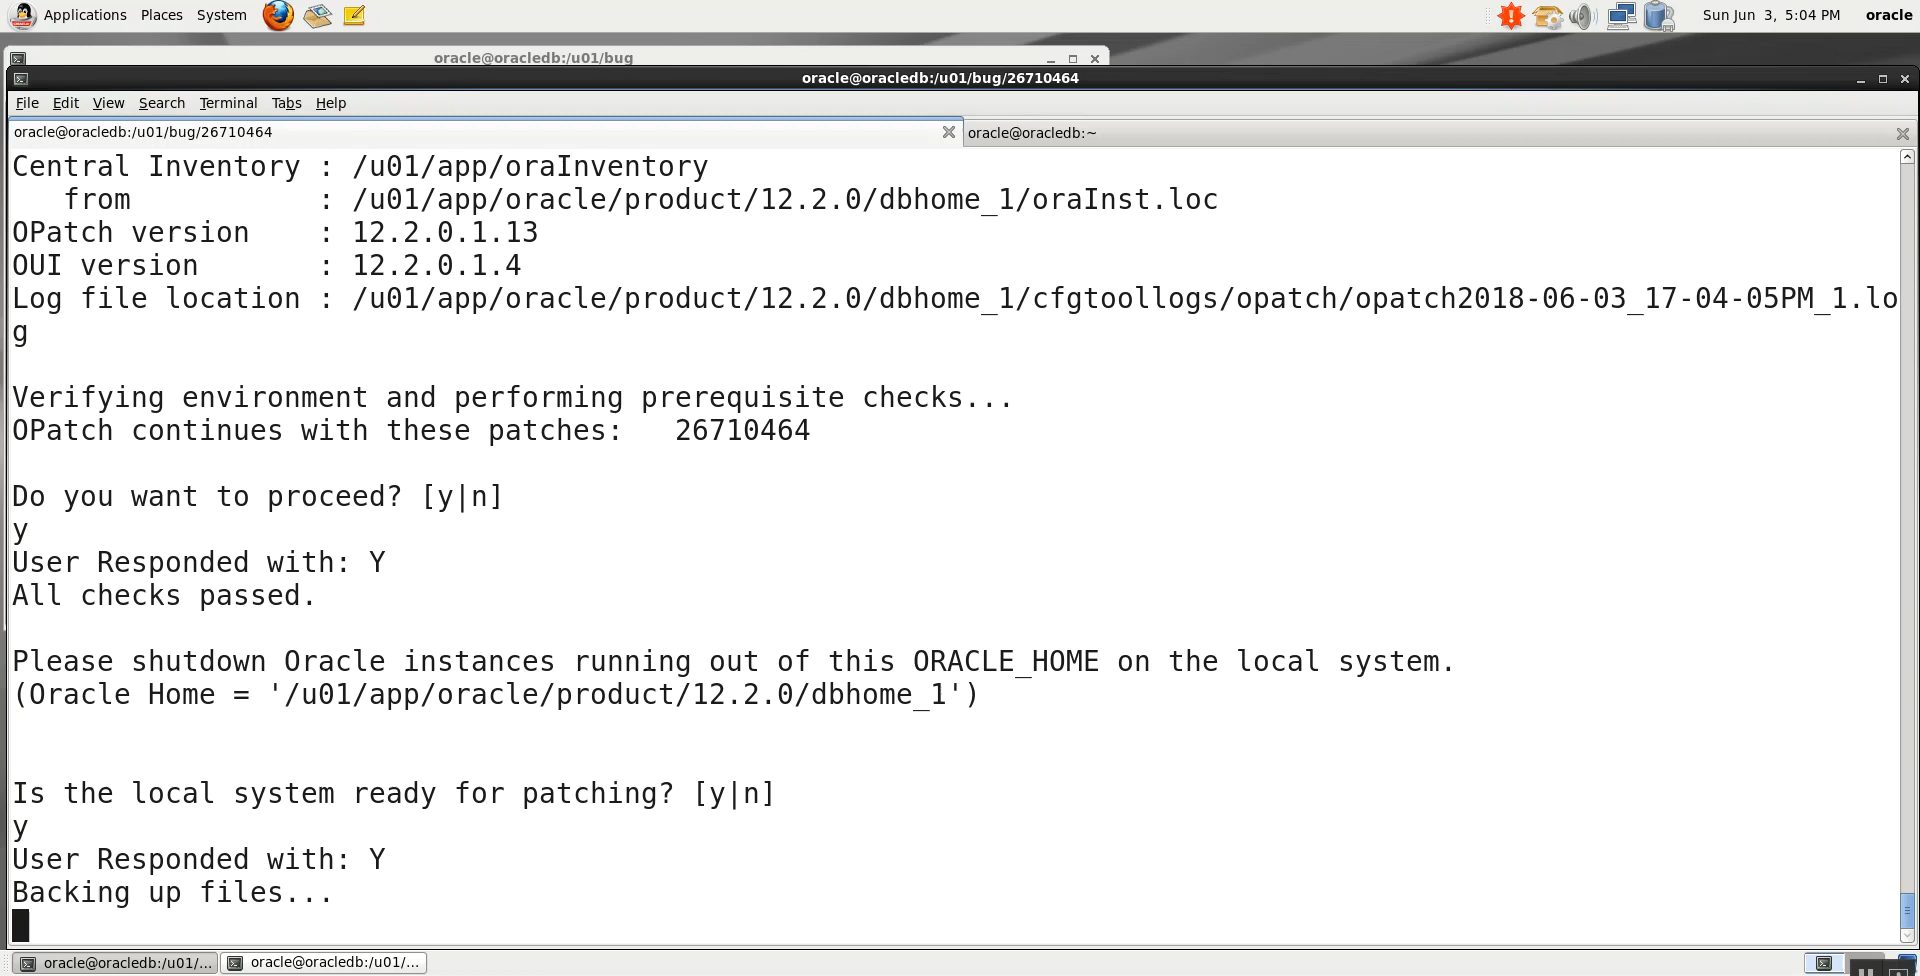 Applications Places System
Sun Jun 3, 5:04 PM oracle
oracle@oracledb:/u01/bug
oracle@oracledb:/u01/bug/26710464
File Edit View Search Terminal Tabs Help
oracle@oracledb:/u01/bug/26710464
oracle@oracledb:~
Central Inventory : /u01/app/oraInventory
from : /u01/app/oracle/product/12.2.0/dbhome_1/oraInst.loc
OPatch version : 12.2.0.1.13
OUI version : 12.2.0.1.4
Log file location : /u01/app/oracle/product/12.2.0/dbhome_1/cfgtoollogs/opatch/opatch2018-06-03_17-04-05PM_1.lo
g
Verifying environment and performing prerequisite checks...
OPatch continues with these patches: 26710464
Do you want to proceed? [y|n]
y
User Responded with: Y
All checks passed.
Please shutdown Oracle instances running out of this ORACLE_HOME on the local system.
(Oracle Home = '/u01/app/oracle/product/12.2.0/dbhome_1')
Is the local system ready for patching? [y|n]
y
User Responded with: Y
Backing up files...
oracle@oracledb:/u01/...
oracle@oracledb:/u01/...